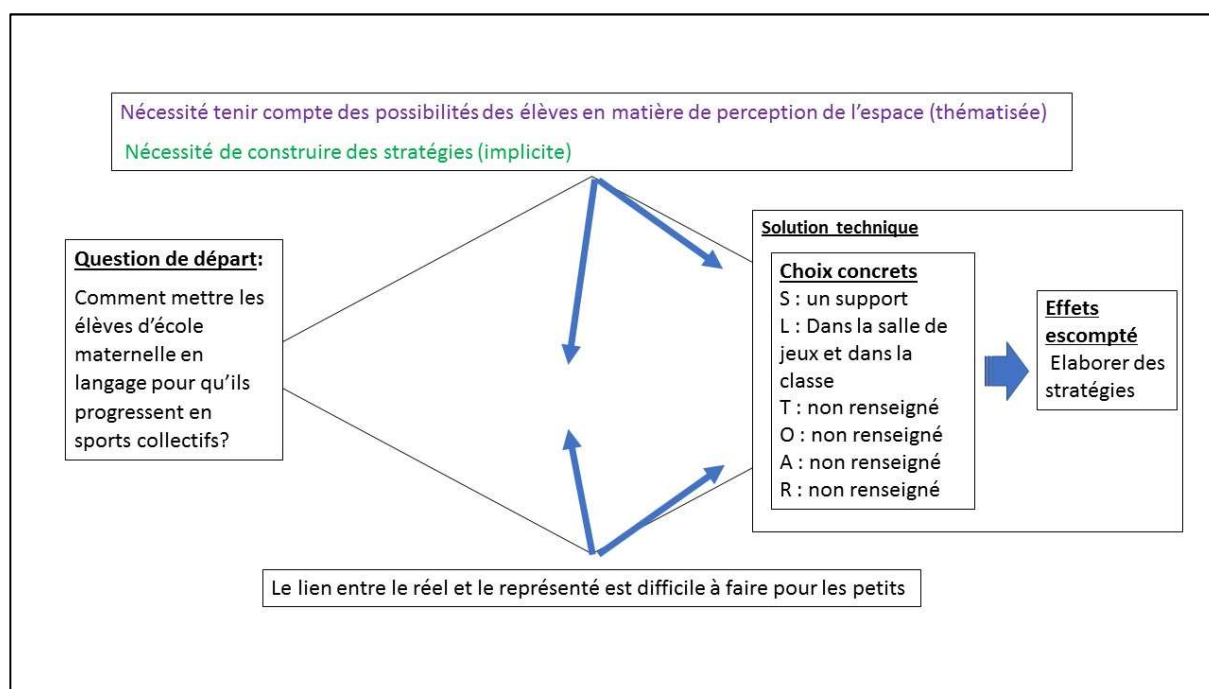 Nécessité tenir compte des possibilités des élèves en matière de perception de l’espace (thématisée)
Nécessité de construire des stratégies (implicite)
Question de départ:
Comment mettre les
élèves d’école
maternelle en
langage pour qu’ils
progressent en
sports collectifs?
Solution technique
Choix concrets
S : un support
L : Dans la salle de
jeux et dans la
classe
T : non renseigné
O : non renseigné
A : non renseigné
R : non renseigné
Effets
escompté
Elaborer des
stratégies
Le lien entre le réel et le représenté est difficile à faire pour les petits